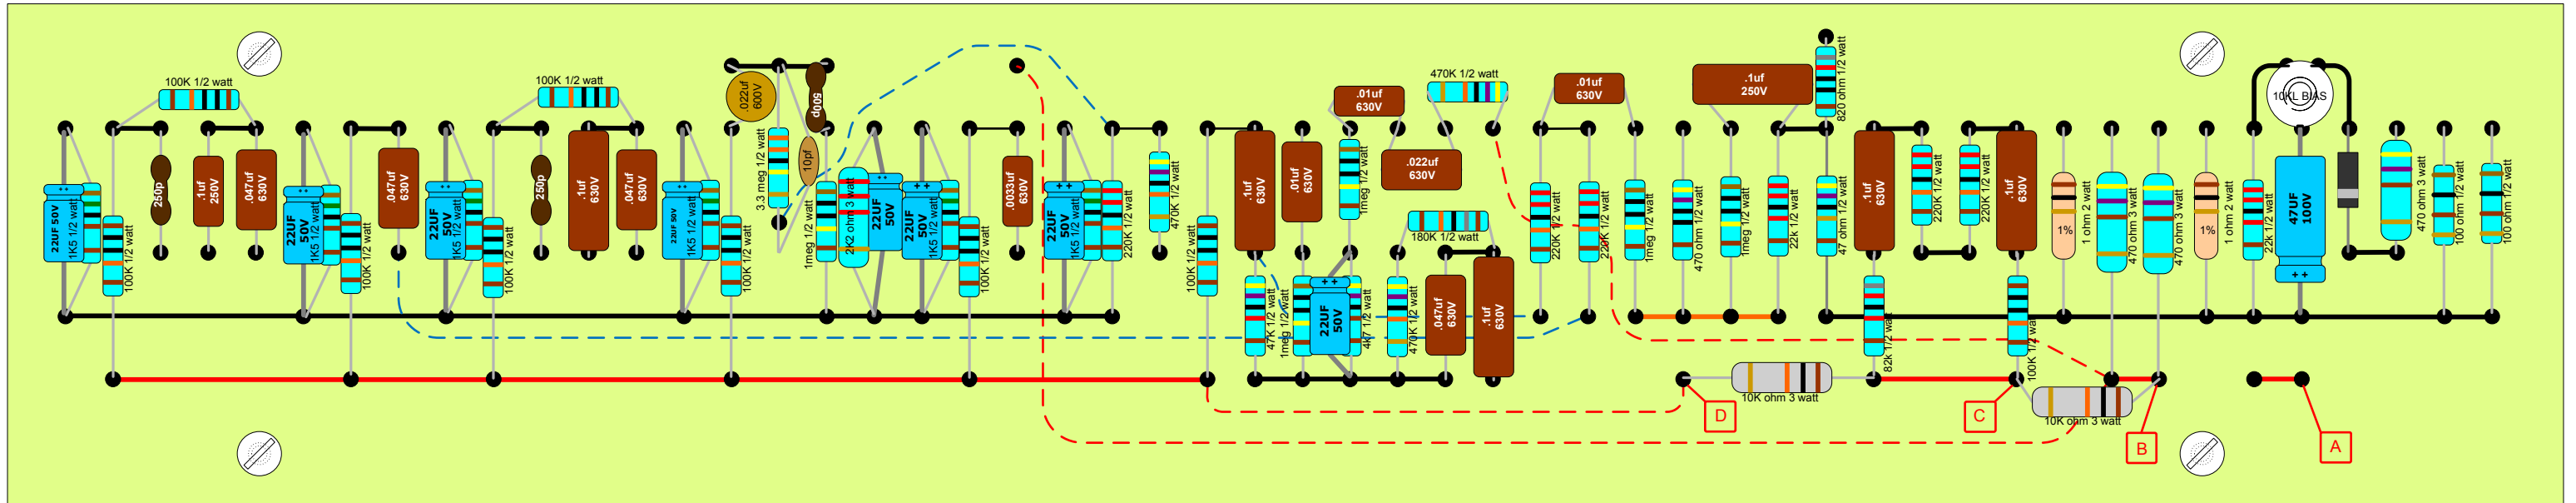 100K 1/2 watt
22UF 50V
1K5 1/2 watt
100K 1/2 watt
250p
.1uf
250V
.047uf
630V
22UF
50V
1K5 1/2 watt
100K 1/2 watt
.047uf
630V
22UF
50V
1K5 1/2 watt
100K 1/2 watt
100K 1/2 watt
250p
.1uf
630V
.047uf
630V
22UF 50V
1K5 1/2 watt
100K 1/2 watt
.022uf
600V
500p
3.3 meg 1/2 watt
10pf
1meg 1/2 watt
2K2 ohm 3 watt
22UF
50V
22UF
50V
1K5 1/2 watt
100K 1/2 watt
.0033uf
630V
22UF
50V
1K5 1/2 watt
220K 1/2 watt
470K 1/2 watt
100K 1/2 watt
.1uf
630V
47K 1/2 watt
.01uf
630V
1meg 1/2 watt
22UF
50V
4K7 1/2 watt
.01uf
630V
1meg 1/2 watt
.022uf
630V
470K 1/2 watt
180K 1/2 watt
470K 1/2 watt
.047uf
630V
.1uf
630V
.01uf
630V
220K 1/2 watt
220K 1/2 watt
1meg 1/2 watt
470 ohm 1/2 watt
1meg 1/2 watt
22k 1/2 watt
.1uf
250V
820 ohm 1/2 watt
47 ohm 1/2 watt
.1uf
630V
82k 1/2 watt
220K 1/2 watt
220K 1/2 watt
.1uf
630V
100K 1/2 watt
10K ohm 3 watt
10K ohm 3 watt
1%
1 ohm 2 watt
470 ohm 3 watt
470 ohm 3 watt
1%
1 ohm 2 watt
22k 1/2 watt
10KL BIAS
47UF
100V
470 ohm 3 watt
100 ohm 1/2 watt
100 ohm 1/2 watt
D
C
B
A